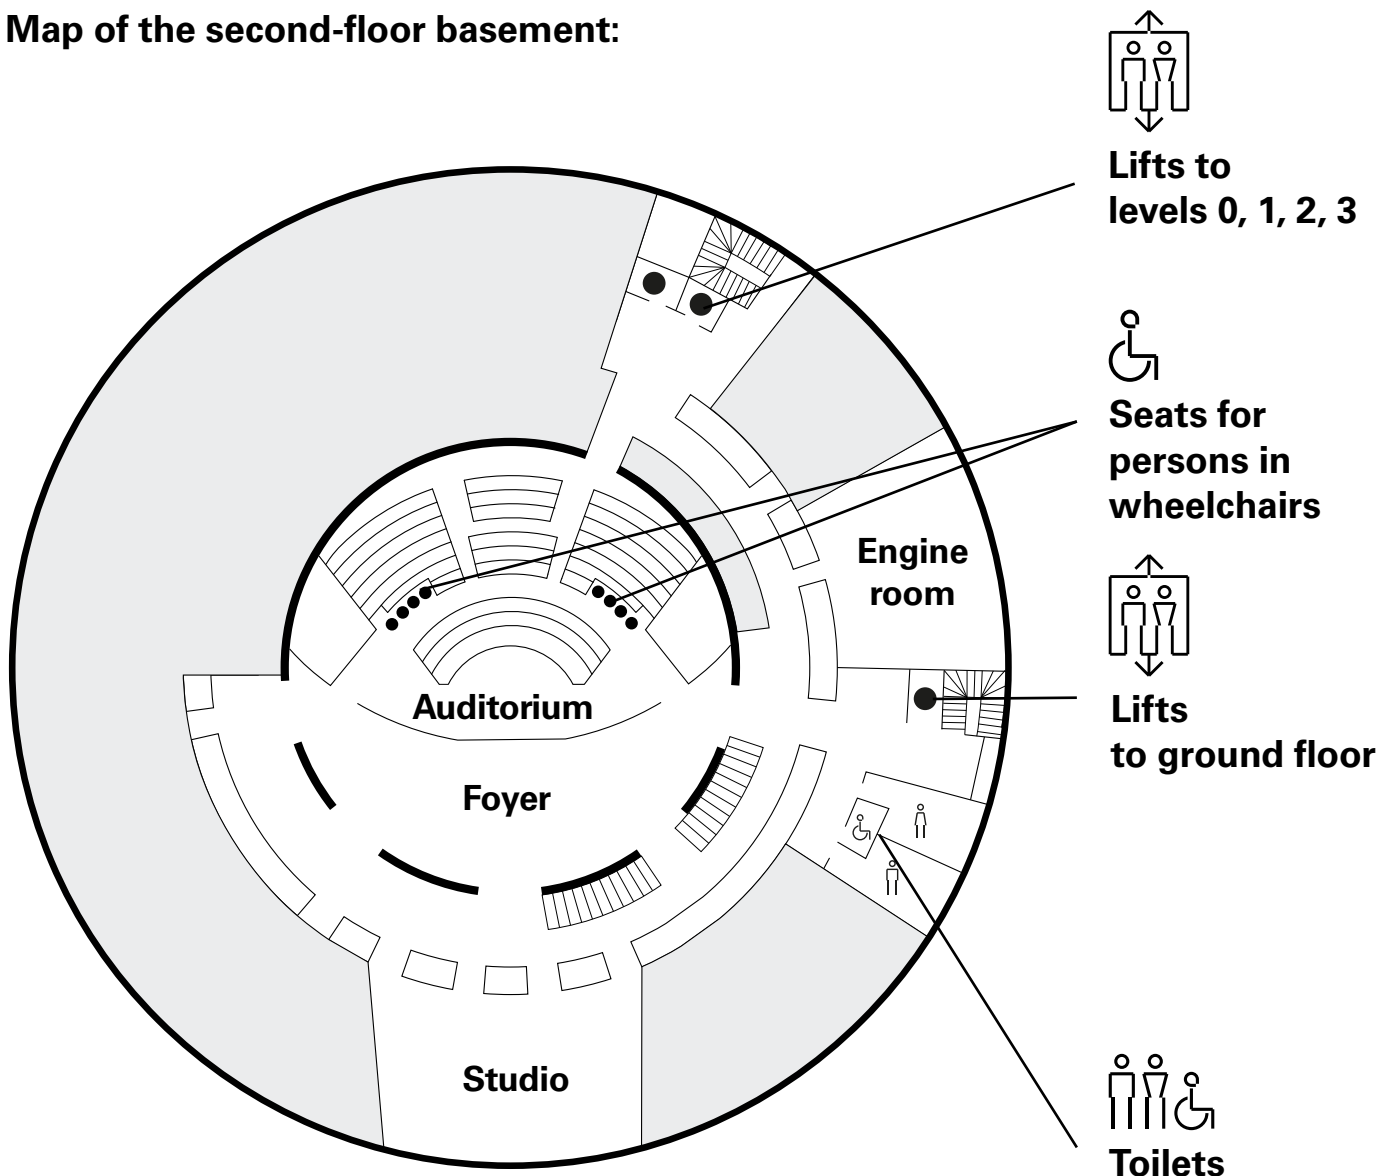 Map of the second-floor basement:
Lifts to
levels 0, 1, 2, 3
Seats for
persons in
wheelchairs
Engine
room
Lifts
to ground floor
Auditorium
Foyer
Studio
Toilets